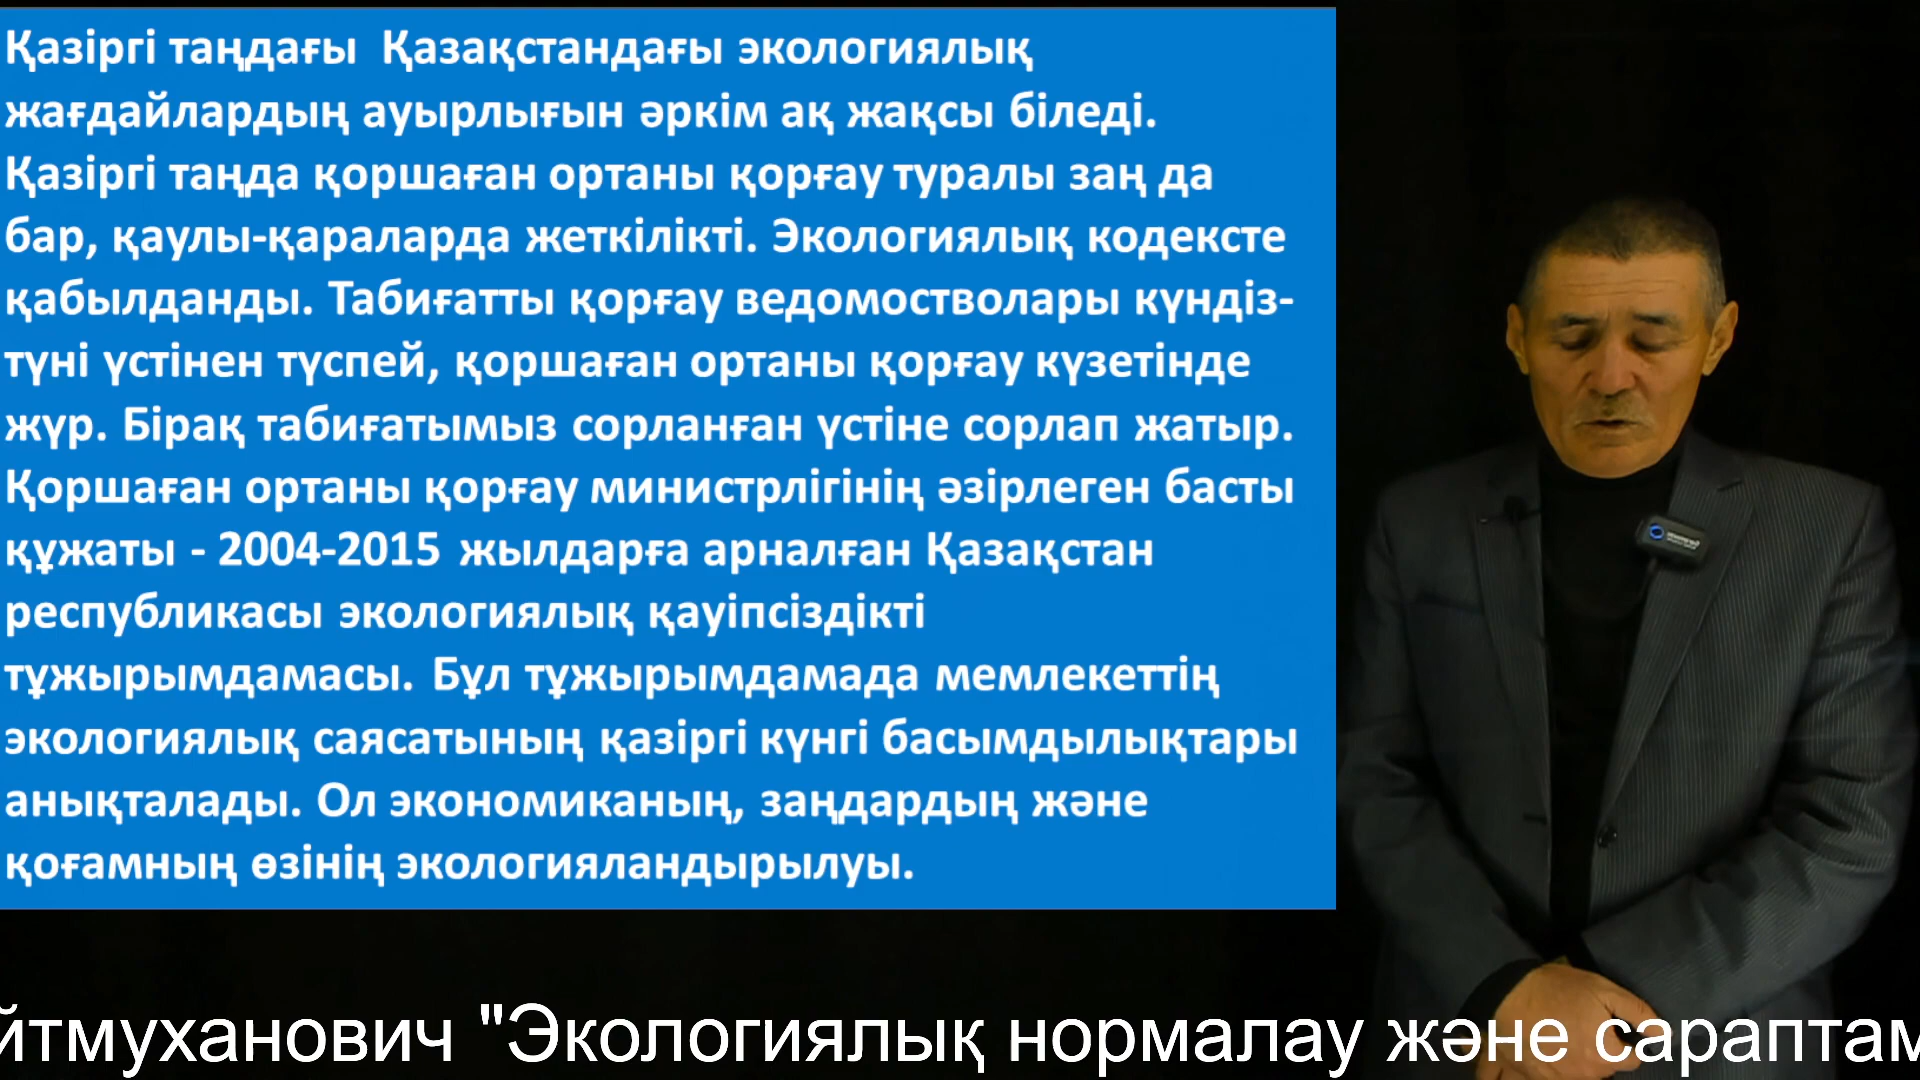 Қазіргі таңдағы Қазақстандағы экологиялық
жағдайлардың ауырлығын әркім ақ жақсы біледі.
Қазіргі таңда қоршаған ортаны қорғау туралы заң да
бар, қаулы-қараларда жеткілікті. Экологиялық кодексте
қабылданды. Табиғатты қорғау ведомостволары күндіз-
түні үстінен түспей, қоршаған ортаны қорғау күзетінде
жүр. Бірақ табиғатымыз сорланған үстіне сорлап жатыр.
Қоршаған ортаны қорғау министрлігінің әзірлеген басты
құжаты - 2004-2015 жылдарға арналған Қазақстан
республикасы экологиялық қауіпсіздікті
тұжырымдамасы. Бұл тұжырымдамада мемлекеттің
экологиялық саясатының қазіргі күнгі басымдылықтары
анықталады. Ол экономиканың, заңдардың және
қоғамның өзінің экологияландырылуы.
йтмуханович "Экологиялық нормалау және сараптам